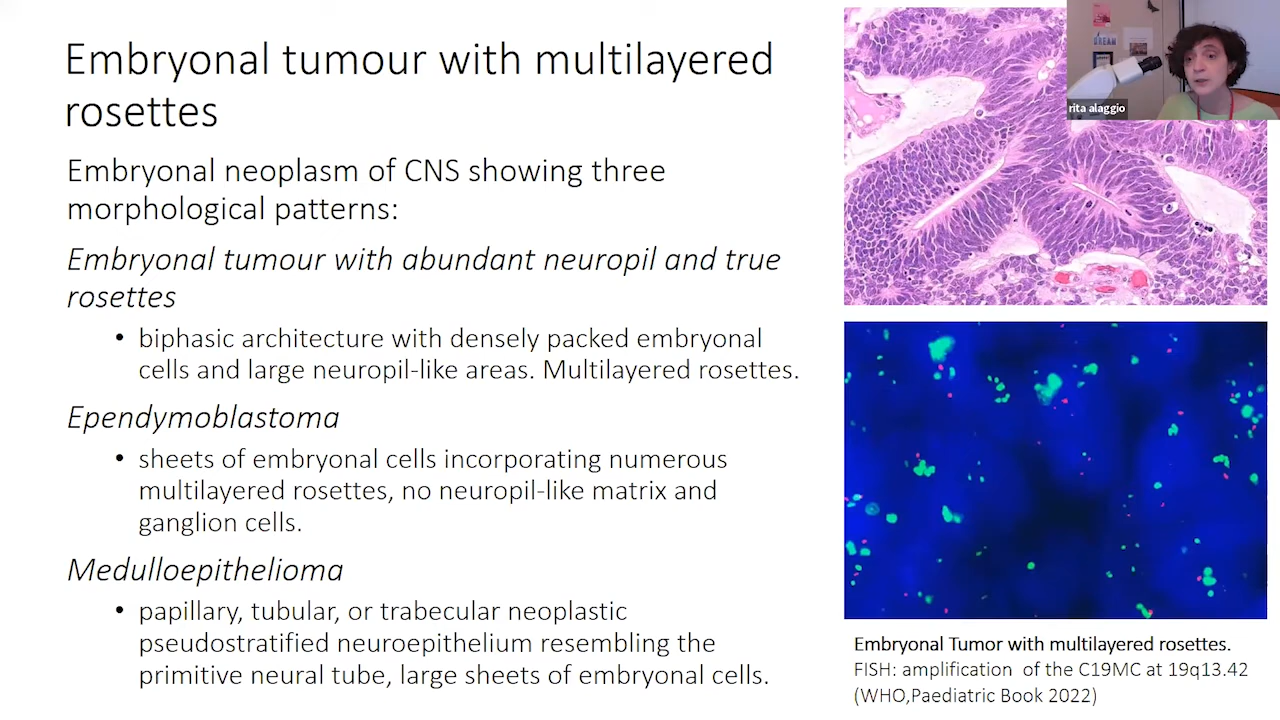 Embryonal tumour with multilayered
rosettes
Embryonal neoplasm of CNS showing three
morphological patterns:
Embryonal tumour with abundant neuropil and true
rosettes
• biphasic architecture with densely packed embryonal
cells and large neuropil-like areas. Multilayered rosettes.
Ependymoblastoma
• sheets of embryonal cells incorporating numerous
multilayered rosettes, no neuropil-like matrix and
ganglion cells.
Medulloepithelioma
• papillary, tubular, or trabecular neoplastic
pseudostratified neuroepithelium resembling the
primitive neural tube, large sheets of embryonal cells.
DREAM
rita alaggio
Embryonal Tumor with multilayered rosettes.
FISH: amplification of the C19MC at 19q13.42
(WHO,Paediatric Book 2022)